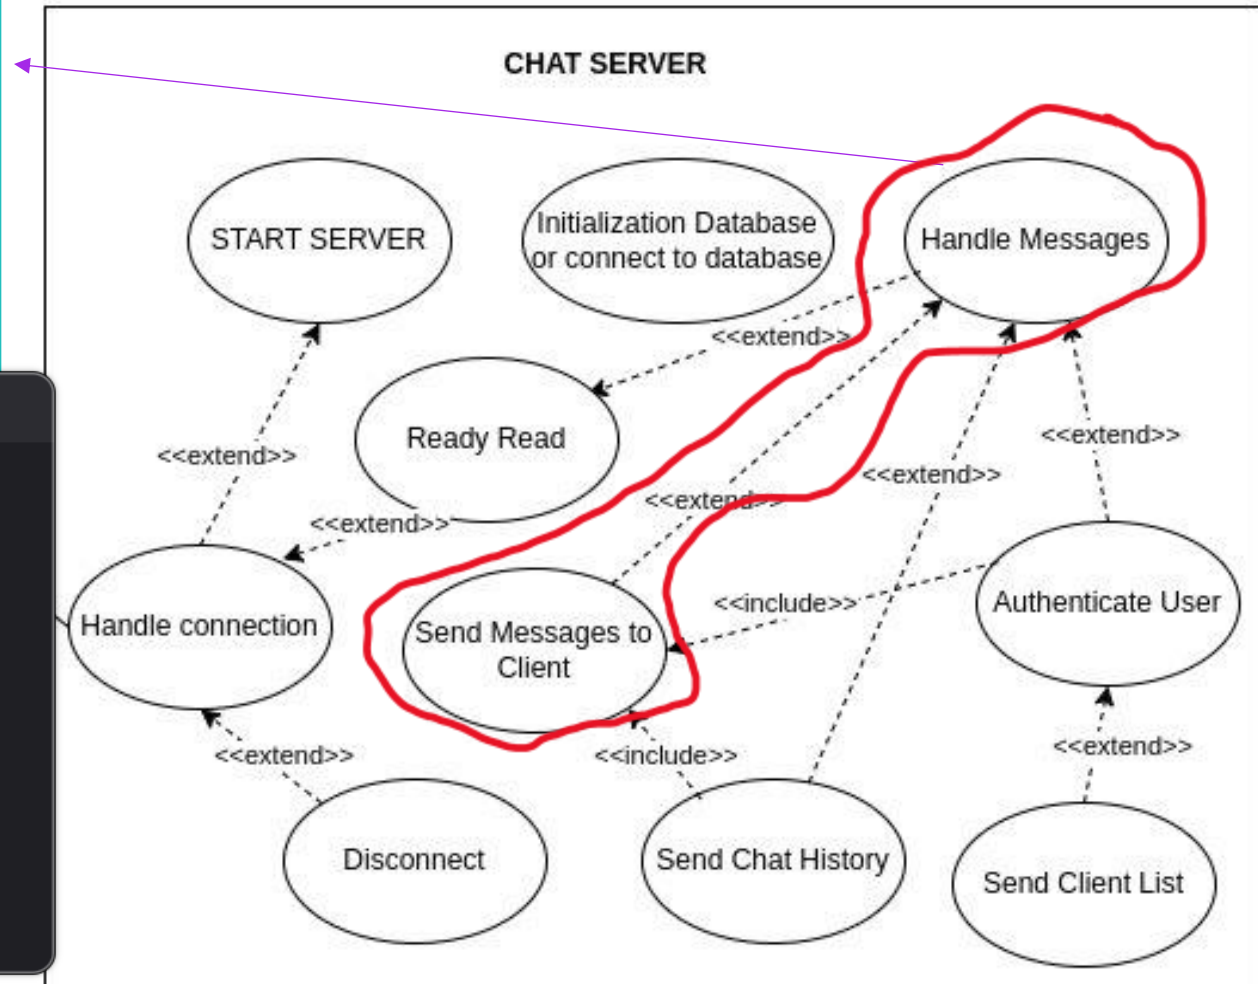 CHAT SERVER
START SERVER
Initialization Database
or connect to database
Handle Messages
<<extend>>
Ready Read
<<extend>>
<<extend>>
<<extend>>
<<extend>>
<<extend>>
Handle connection
Send Messages to
Client
<<include>>
Authenticate User
<<extend>>
<<include>>
<<extend>>
Disconnect
Send Chat History
Send Client List